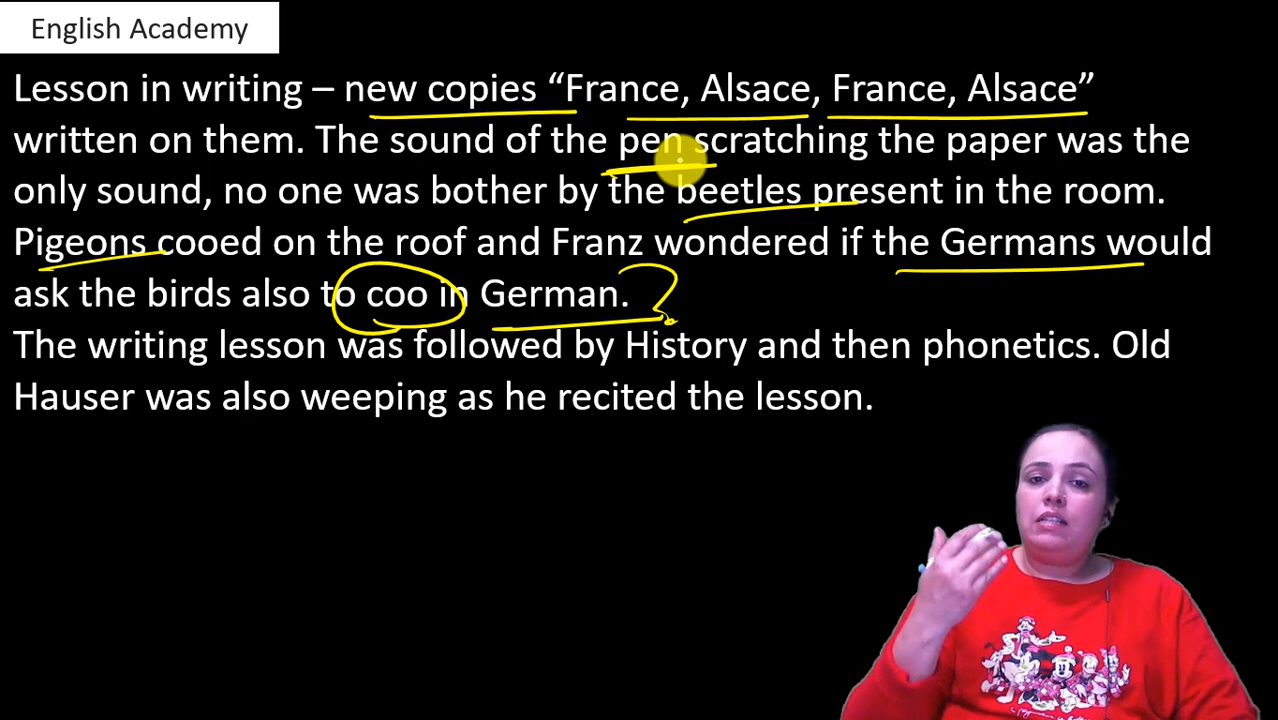 English Academy
Lesson in writing – new copies “France, Alsace, France, Alsace”
written on them. The sound of the pen scratching the paper was the
only sound, no one was bother by the beetles present in the room.
Pigeons cooed on the roof and Franz wondered if the Germans would
ask the birds also to coo in German. ?
The writing lesson was followed by History and then phonetics. Old
Hauser was also weeping as he recited the lesson.